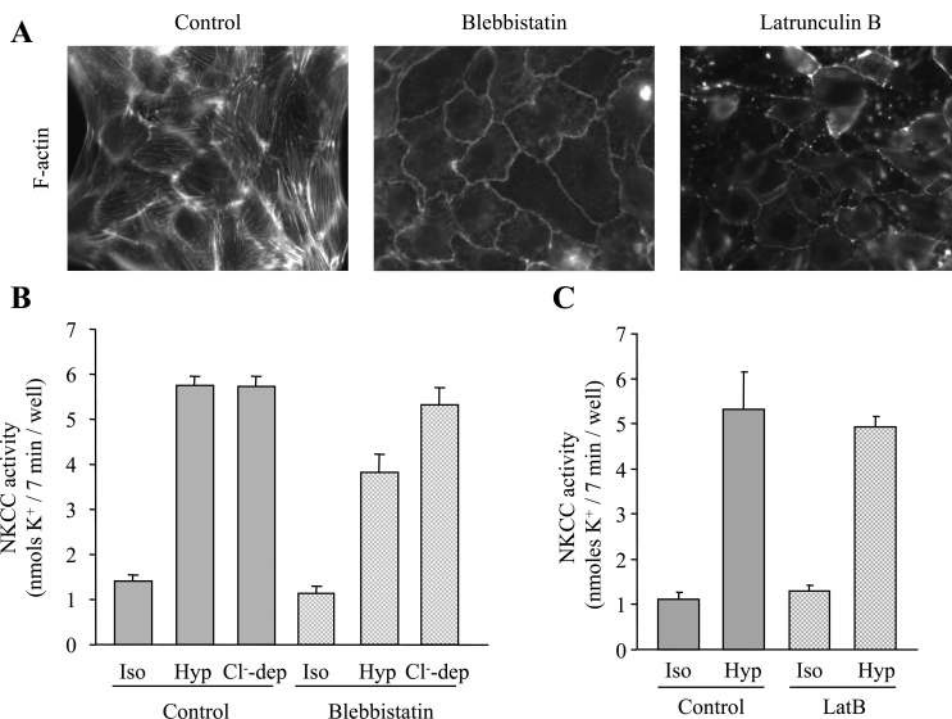 A
Control
Blebbistatin
Latrunculin B
F-actin
B
NKCC activity
(nmols K⁺ / 7 min / well)
7
6
5
4
3
2
1
0
Iso
Hyp
Cl⁻-dep
Iso
Hyp
Cl⁻-dep
Control
Blebbistatin
C
NKCC activity
(nmoles K⁺ / 7 min / well)
7
6
5
4
3
2
1
0
Iso
Hyp
Iso
Hyp
Control
LatB